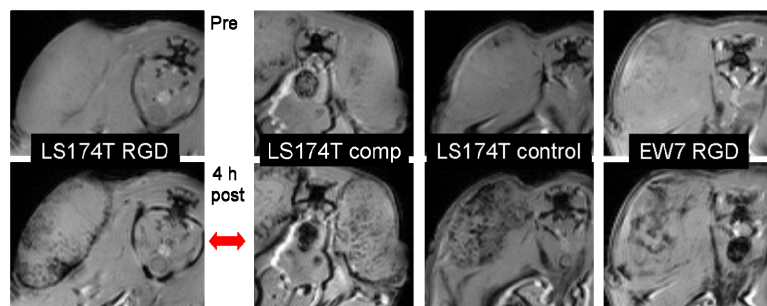 Pre
LS174T RGD
LS174T comp
LS174T control
EW7 RGD
4 h
post